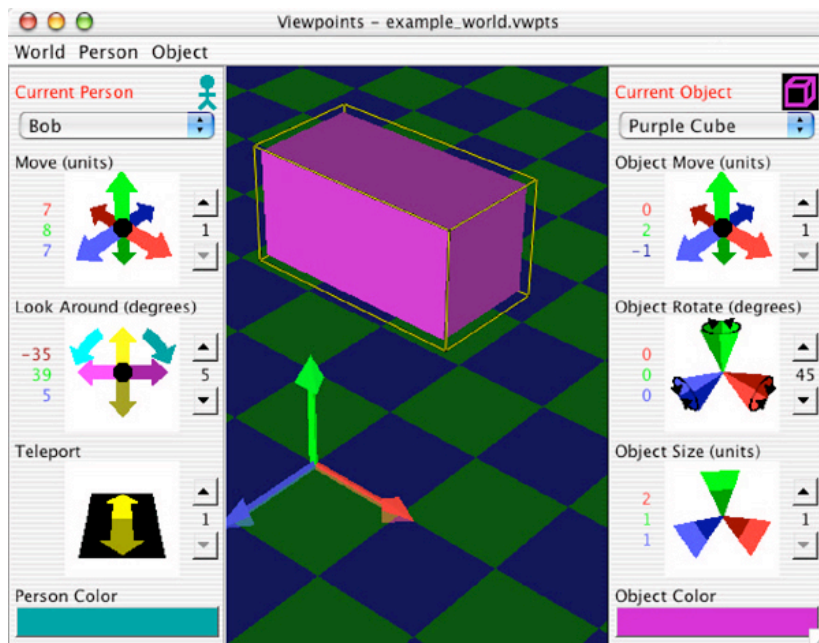 Viewpoints – example_world.vwpts
World Person Object
Current Person
Bob
Move (units)
7
8
7
1
Look Around (degrees)
-35
39
5
5
Teleport
1
Person Color
Current Object
Purple Cube
Object Move (units)
0
2
-1
1
Object Rotate (degrees)
0
0
0
45
Object Size (units)
2
1
1
1
Object Color